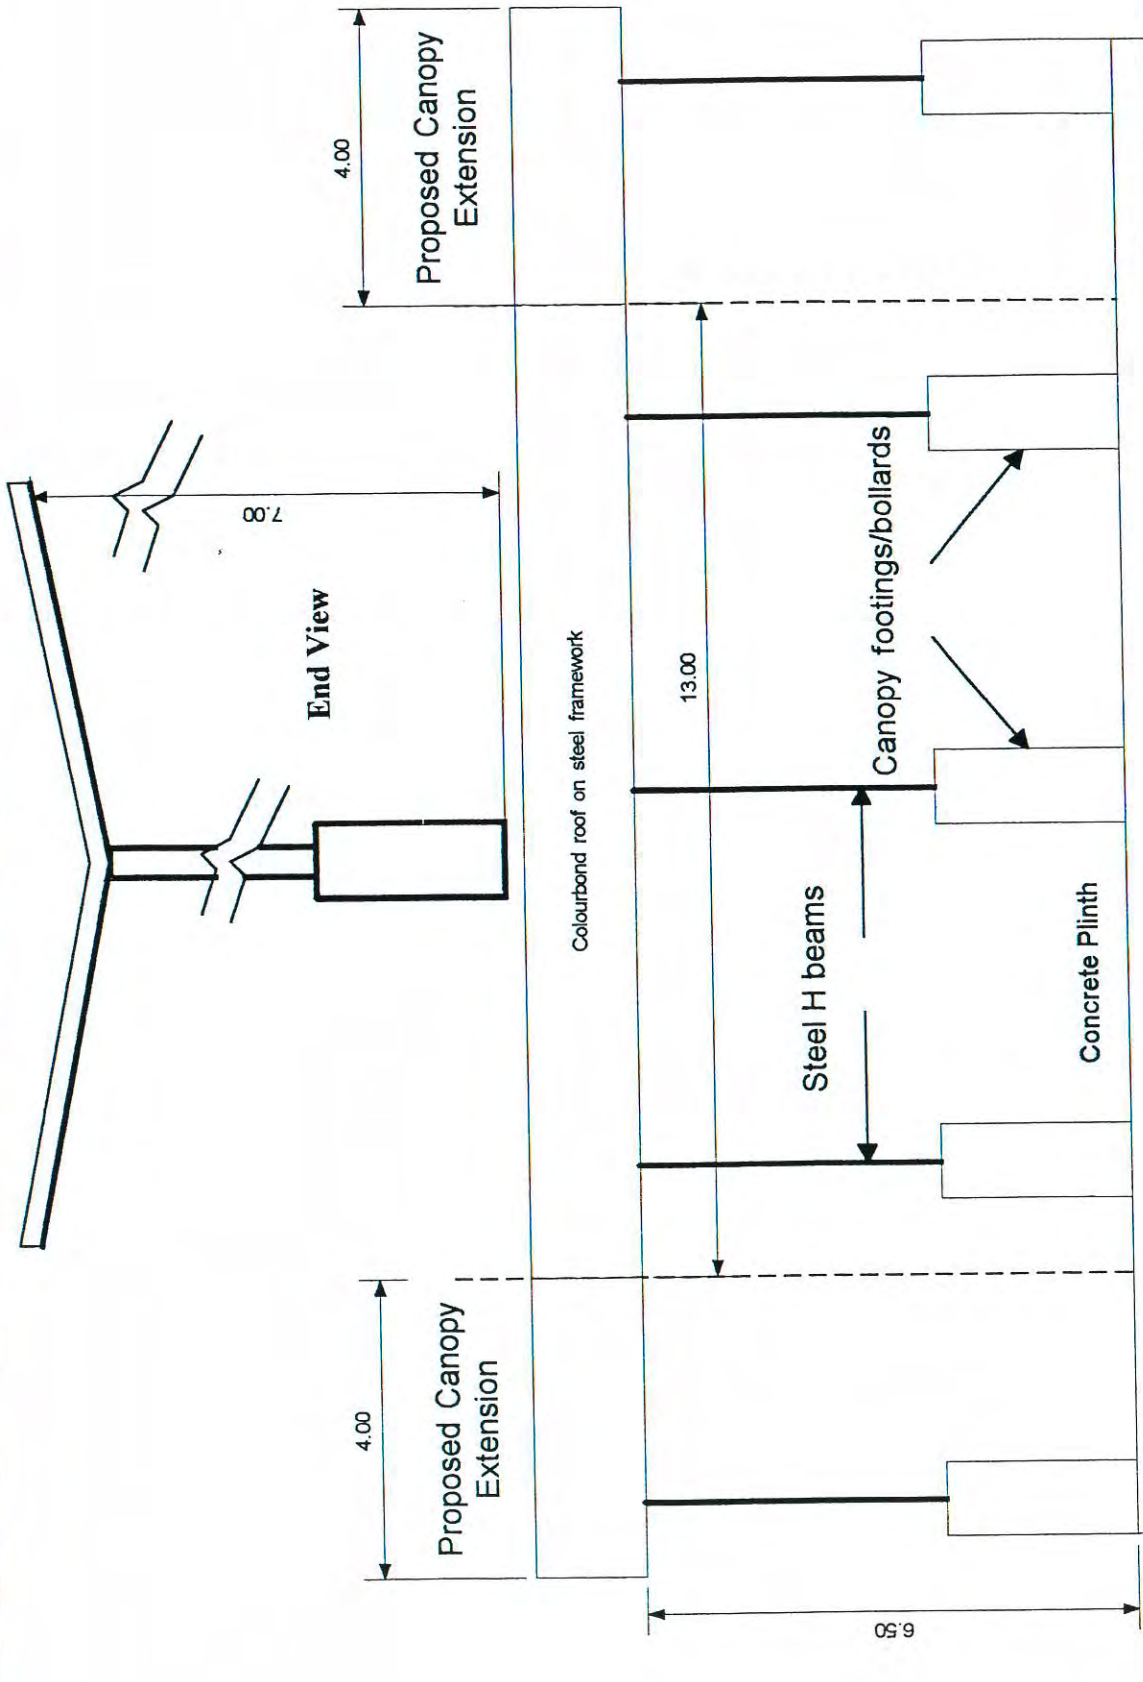 7.00
End View
4.00
Proposed Canopy
Extension
4.00
Proposed Canopy
Extension
Colourbond roof on steel framework
13.00
Steel H beams
Canopy footings/bollards
Concrete Plinth
6.50